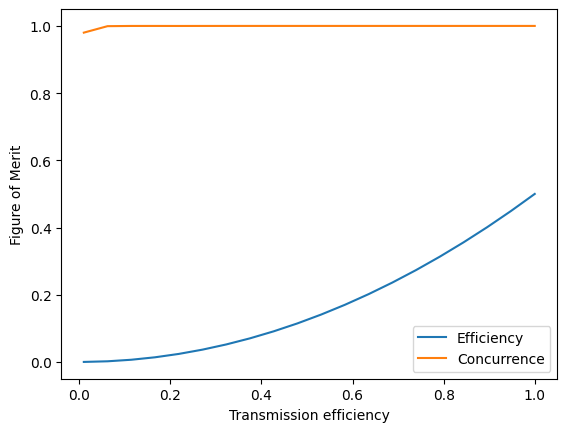 1.0
0.8
0.6
0.4
0.2
0.0
Figure of Merit
Efficiency
Concurrence
0.0 0.2 0.4 0.6 0.8 1.0
Transmission efficiency